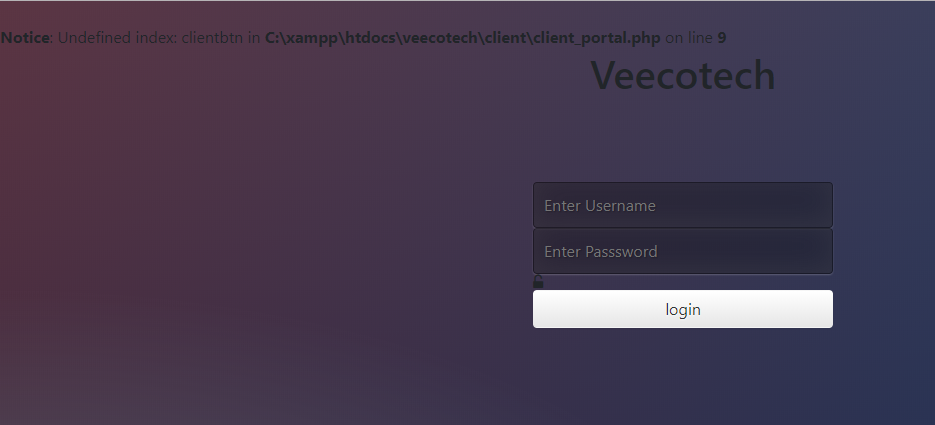 Notice: Undefined index: clientbtn in C:\xampp\htdocs\veecotech\client\client_portal.php on line 9
Veecotech
Enter Username
Enter Passsword
login